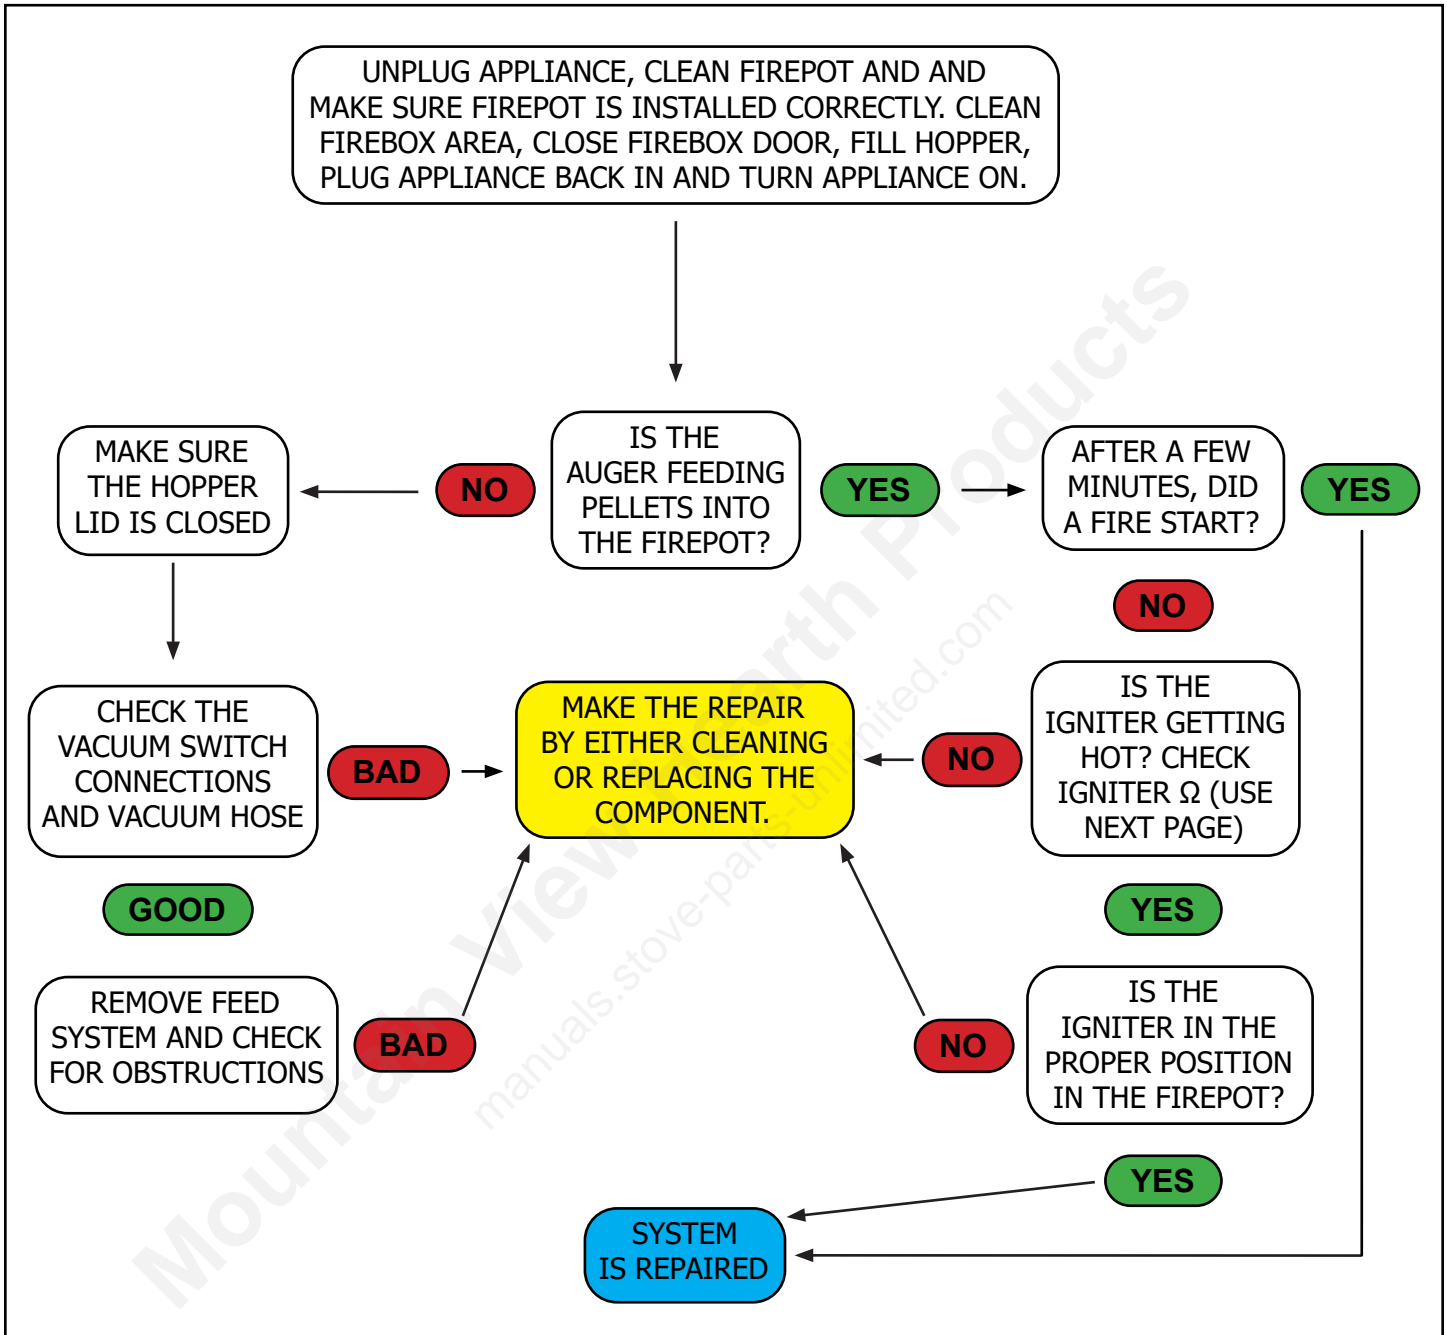 UNPLUG APPLIANCE, CLEAN FIREPOT AND AND
MAKE SURE FIREPOT IS INSTALLED CORRECTLY. CLEAN
FIREBOX AREA, CLOSE FIREBOX DOOR, FILL HOPPER,
PLUG APPLIANCE BACK IN AND TURN APPLIANCE ON.
MAKE SURE
THE HOPPER
LID IS CLOSED
NO
IS THE
AUGER FEEDING
PELLETS INTO
THE FIREPOT?
YES
AFTER A FEW
MINUTES, DID
A FIRE START?
YES
NO
CHECK THE
VACUUM SWITCH
CONNECTIONS
AND VACUUM HOSE
BAD
MAKE THE REPAIR
BY EITHER CLEANING
OR REPLACING THE
COMPONENT.
NO
IS THE
IGNITER GETTING
HOT? CHECK
IGNITER Ω (USE
NEXT PAGE)
GOOD
YES
REMOVE FEED
SYSTEM AND CHECK
FOR OBSTRUCTIONS
BAD
NO
IS THE
IGNITER IN THE
PROPER POSITION
IN THE FIREPOT?
YES
SYSTEM
IS REPAIRED
Mountain View Hearth Products
manuals.stove-parts-unlimited.com